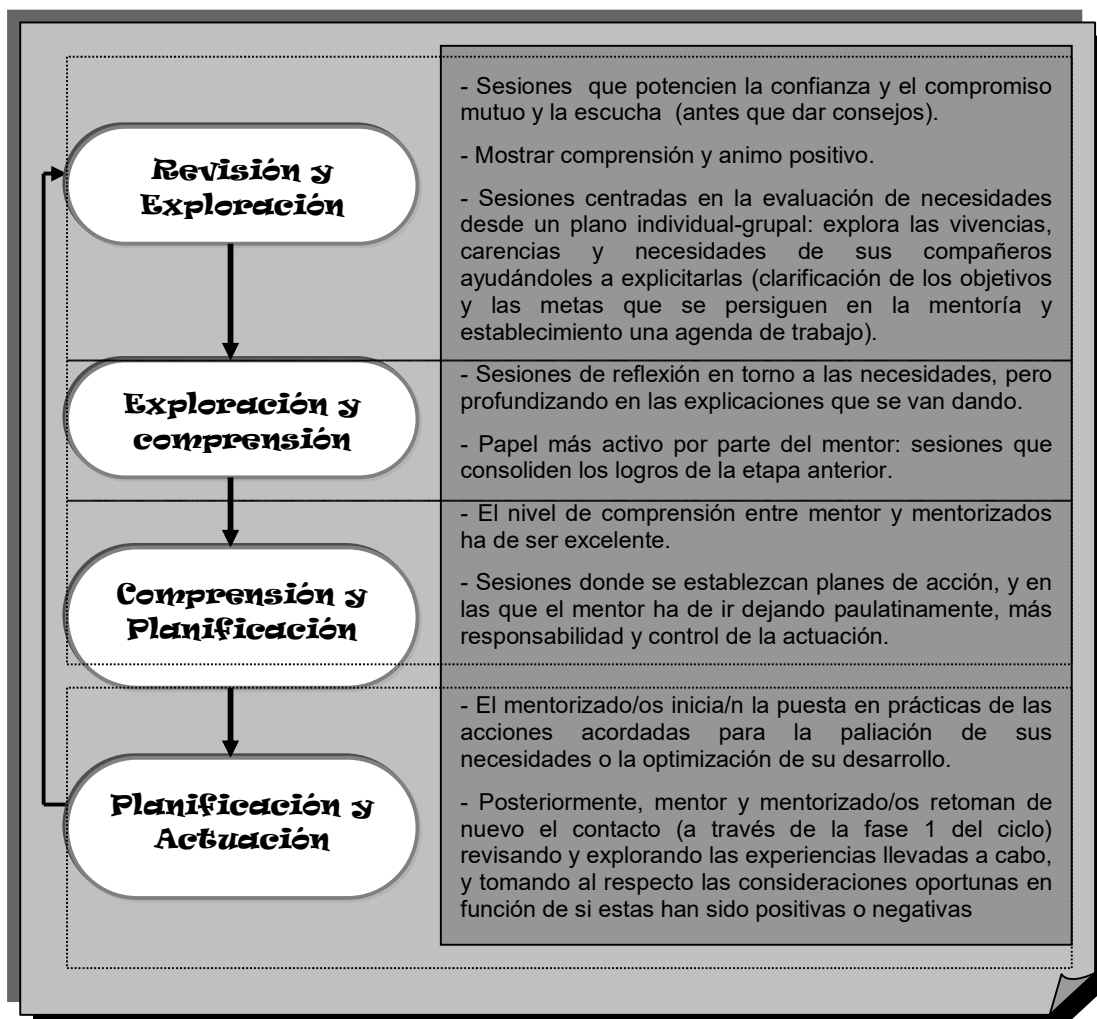 Revisión y
Exploración
- Sesiones que potencien la confianza y el compromiso
mutuo y la escucha (antes que dar consejos).
- Mostrar comprensión y animo positivo.
- Sesiones centradas en la evaluación de necesidades
desde un plano individual-grupal: explora las vivencias,
carencias y necesidades de sus compañeros
ayudándoles a explicitarlas (clarificación de los objetivos
y las metas que se persiguen en la mentoría y
establecimiento una agenda de trabajo).
Exploración y
comprensión
- Sesiones de reflexión en torno a las necesidades, pero
profundizando en las explicaciones que se van dando.
- Papel más activo por parte del mentor: sesiones que
consoliden los logros de la etapa anterior.
Comprensión y
Planificación
- El nivel de comprensión entre mentor y mentorizados
ha de ser excelente.
- Sesiones donde se establezcan planes de acción, y en
las que el mentor ha de ir dejando paulatinamente, más
responsabilidad y control de la actuación.
Planificación y
Actuación
- El mentorizado/os inicia/n la puesta en prácticas de las
acciones acordadas para la paliación de sus
necesidades o la optimización de su desarrollo.
- Posteriormente, mentor y mentorizado/os retoman de
nuevo el contacto (a través de la fase 1 del ciclo)
revisando y explorando las experiencias llevadas a cabo,
y tomando al respecto las consideraciones oportunas en
función de si estas han sido positivas o negativas